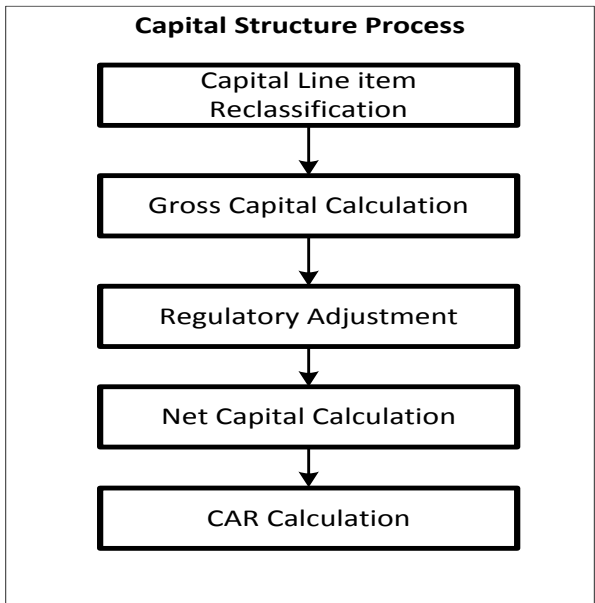 Capital Structure Process
Capital Line item
Reclassification
Gross Capital Calculation
Regulatory Adjustment
Net Capital Calculation
CAR Calculation